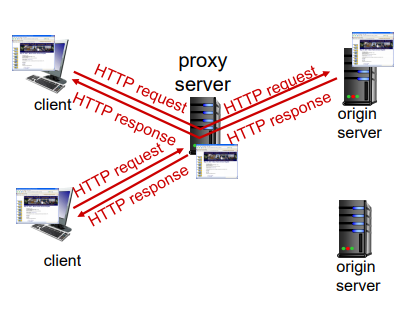 proxy
server
client
HTTP request
HTTP response
HTTP request
HTTP response
origin
server
HTTP request
HTTP response
client
origin
server